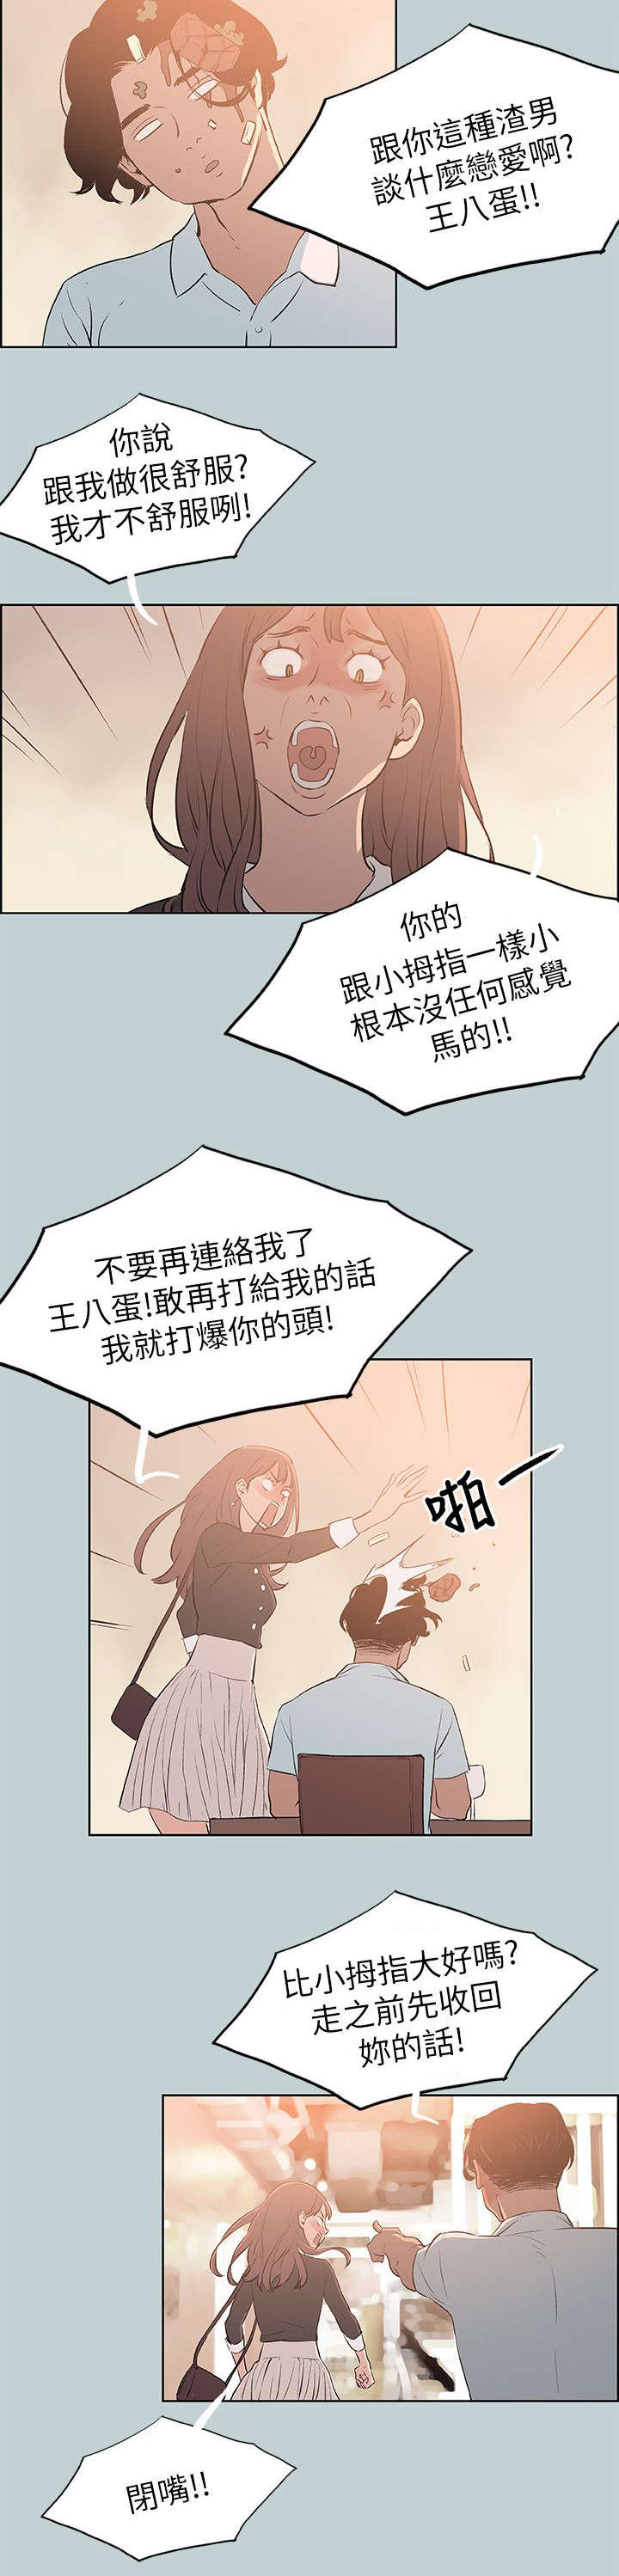 跟你這種渣男
談什麼戀愛啊?
王八蛋!!
你說
跟我做很舒服?
我才不舒服咧!
你的
跟小拇指一樣小
根本沒任何感覺
馬的!!
不要再連絡我了
王八蛋!敢再打給我的話
我就打爆你的頭!
啪一
比小拇指大好嗎?
走之前先收回
妳的話!
閉嘴!!